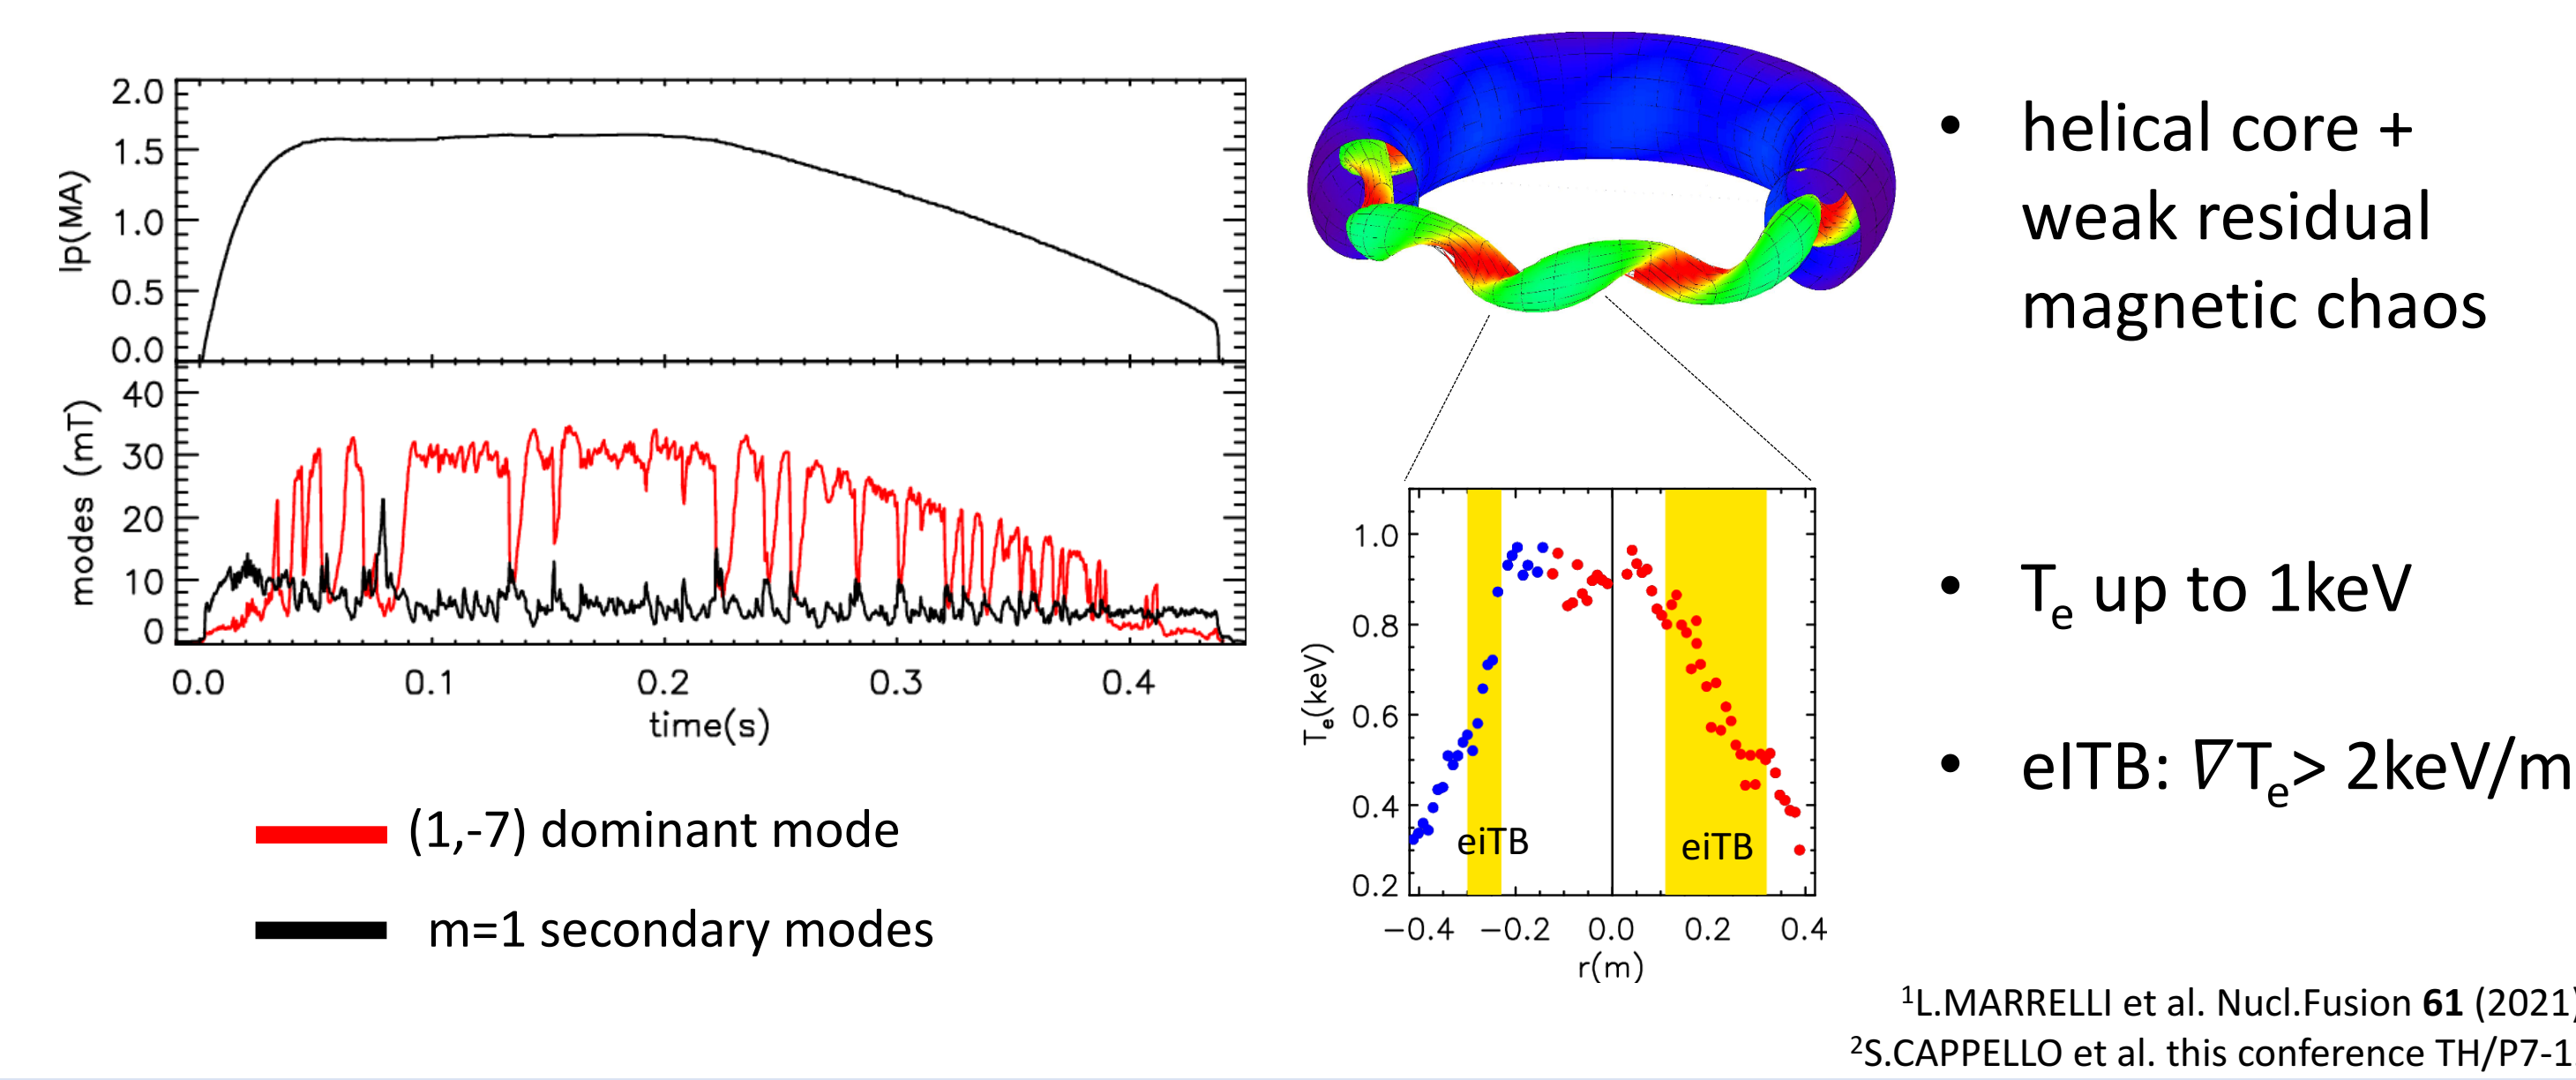 2.0
1.5
1.0
0.5
0.0
Ip(MA)
40
30
20
10
0
modes (mT)
0.0 0.1 0.2 0.3 0.4
time(s)
(1,-7) dominant mode
m=1 secondary modes
1.0
0.8
0.6
0.4
0.2
Te(keV)
eiTB eiTB
−0.4 −0.2 0.0 0.2 0.4
r(m)
• helical core +
weak residual
magnetic chaos
• Te up to 1keV
• eITB: ∇Te> 2keV/m
1L.MARRELLI et al. Nucl.Fusion 61 (2021)
2S.CAPPELLO et al. this conference TH/P7-1